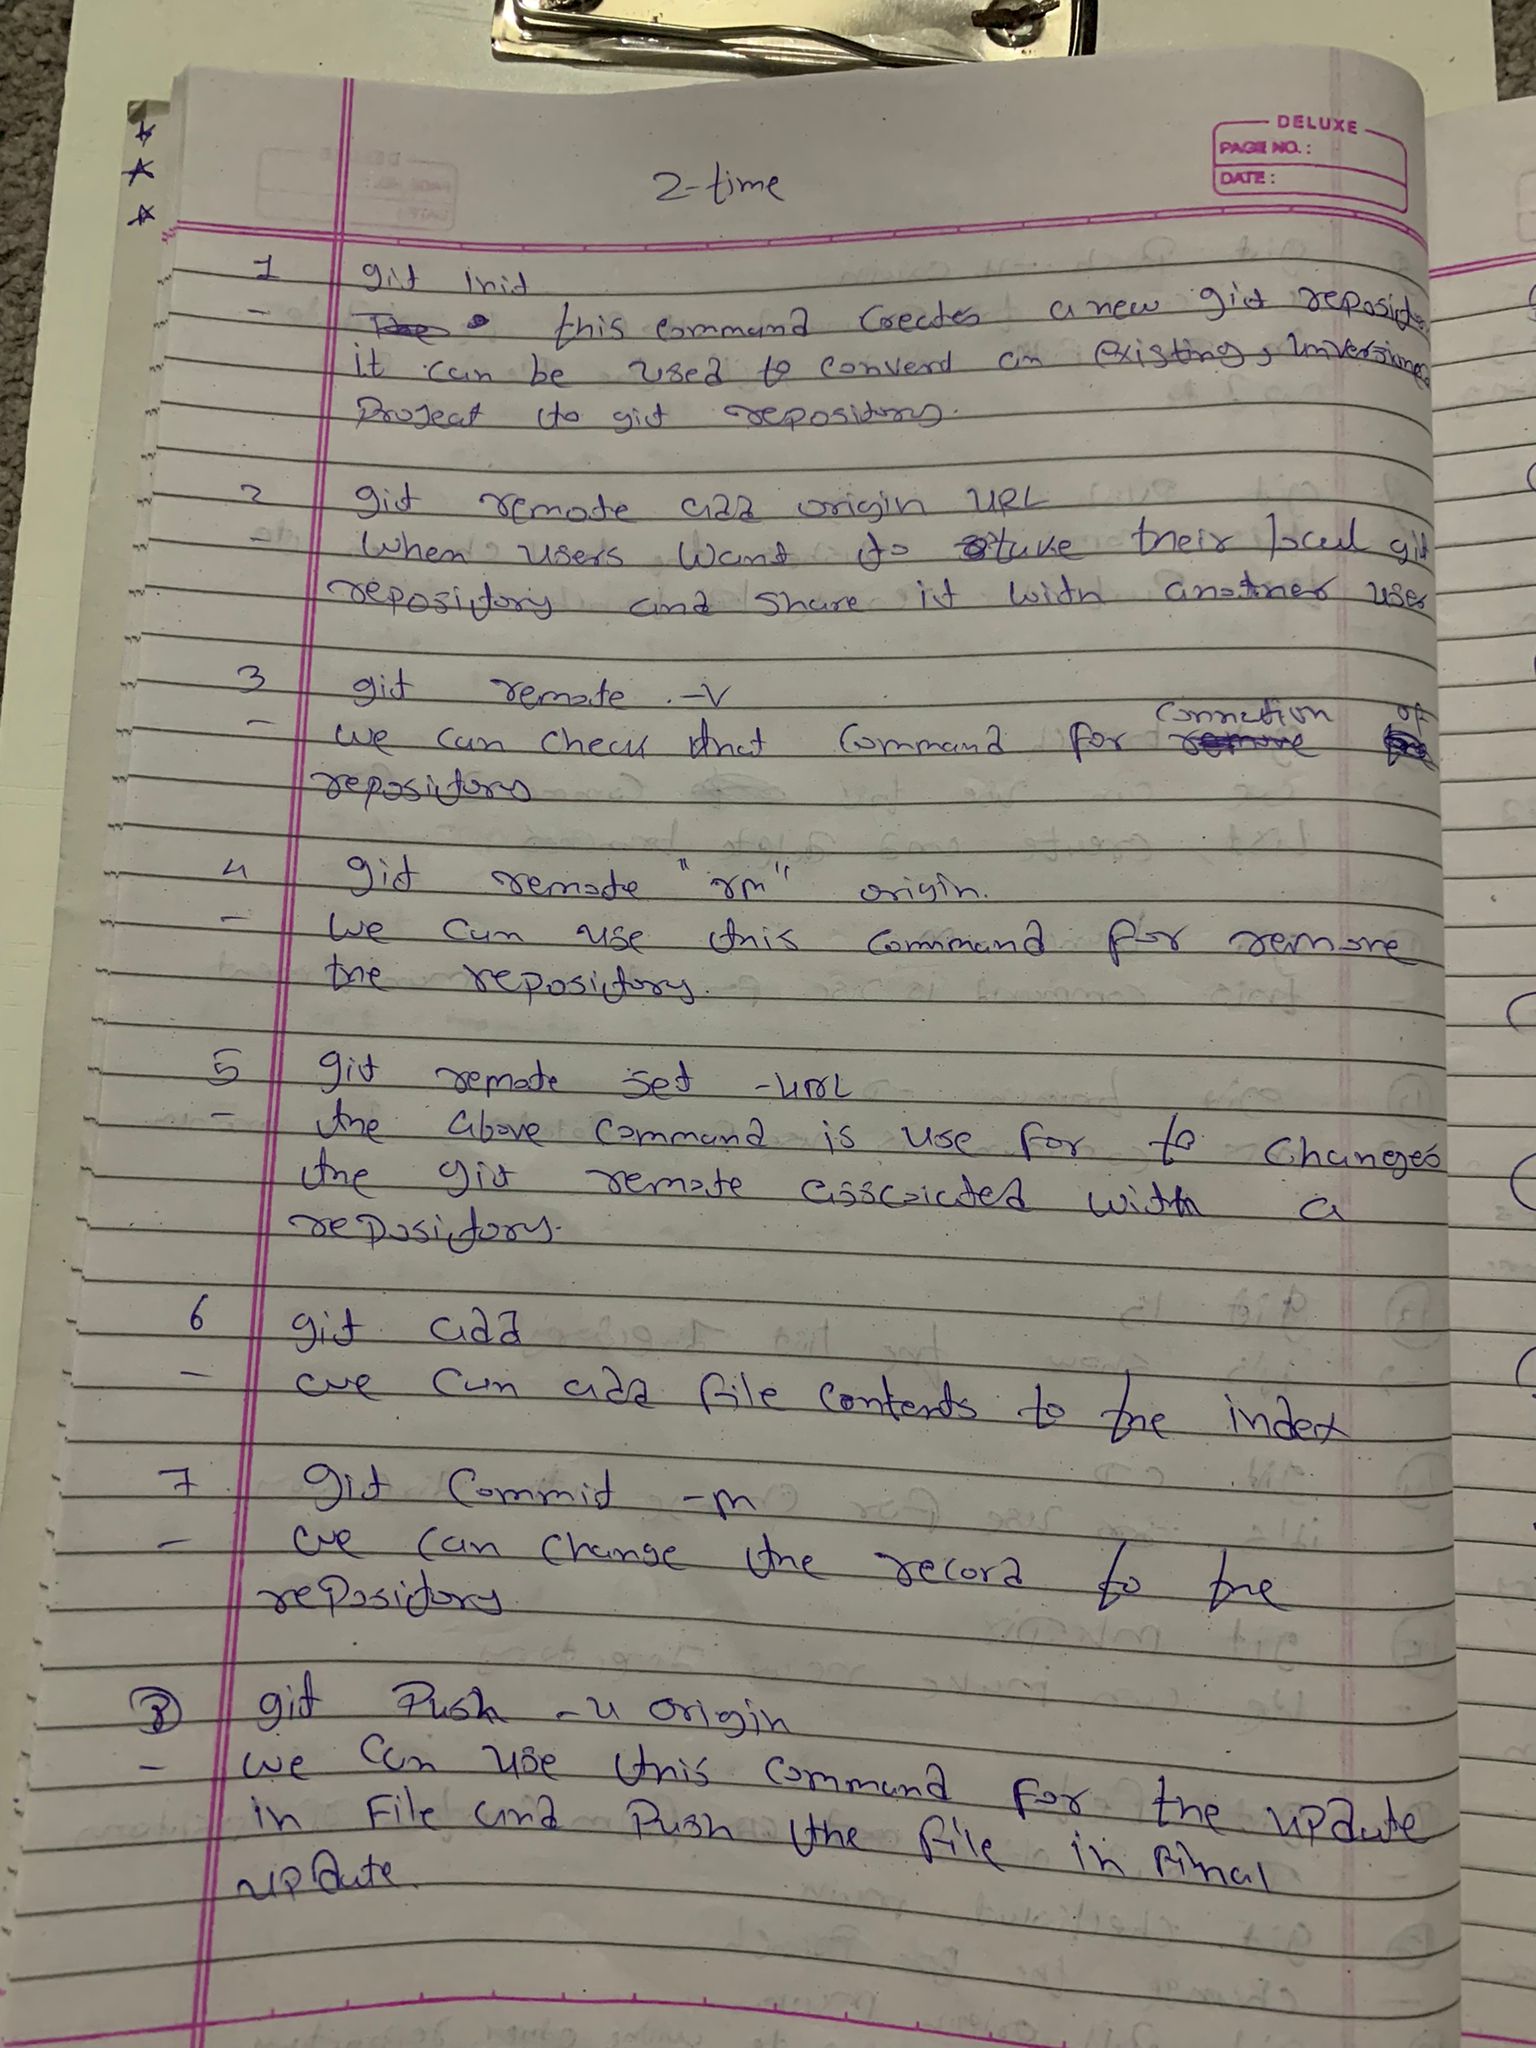 DELUXE
PAGE NO. :
DATE :
2-time
1 git init
- this command creates a new git reposito
it can be used to convert an existing, unversioned
Project to git repository.
2 git remote add origin URL
- When users want to their local git
repository and share it with another user
3 git remote -v
- we can check that command for connection of
repository
4 git remote "rm" origin.
- we can use this command for remove
the repository.
5 git remote set -url
- the above command is use for to changes
the git remote with a
repository.
6 git add
- we can add file contents to the index
7 git commit -m
- we can change the record to the
repository
8 git Push -u origin
- we can use this command for the update
in file and Push the file in final
update.